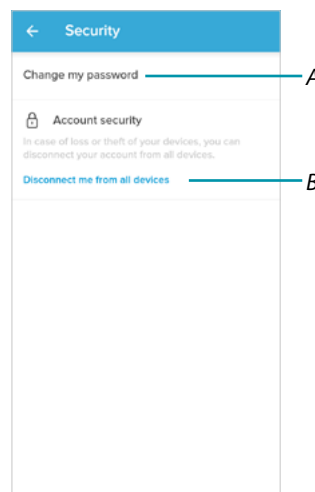 Security
Change my password
A
Account security
In case of loss or theft of your devices, you can
disconnect your account from all devices.
Disconnect me from all devices
B